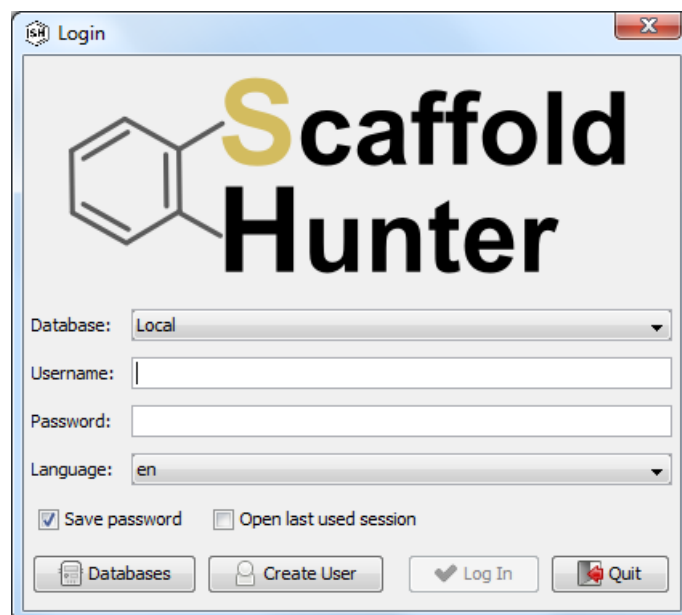 Login
Scaffold
Hunter
Database: Local
Username:
Password:
Language: en
Save password Open last used session
Databases Create User Log In Quit